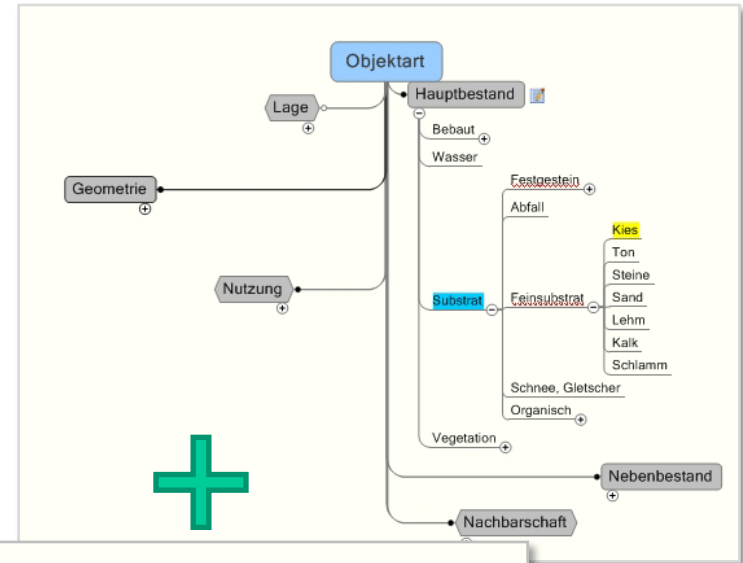 Objektart
Lage
Geometrie
Nutzung
Hauptbestand
Bebaut
Wasser
Substrat
Festgestein
Abfall
Feinsubstrat
Kies
Ton
Steine
Sand
Lehm
Kalk
Schlamm
Schnee, Gletscher
Organisch
Vegetation
Nebenbestand
Nachbarschaft